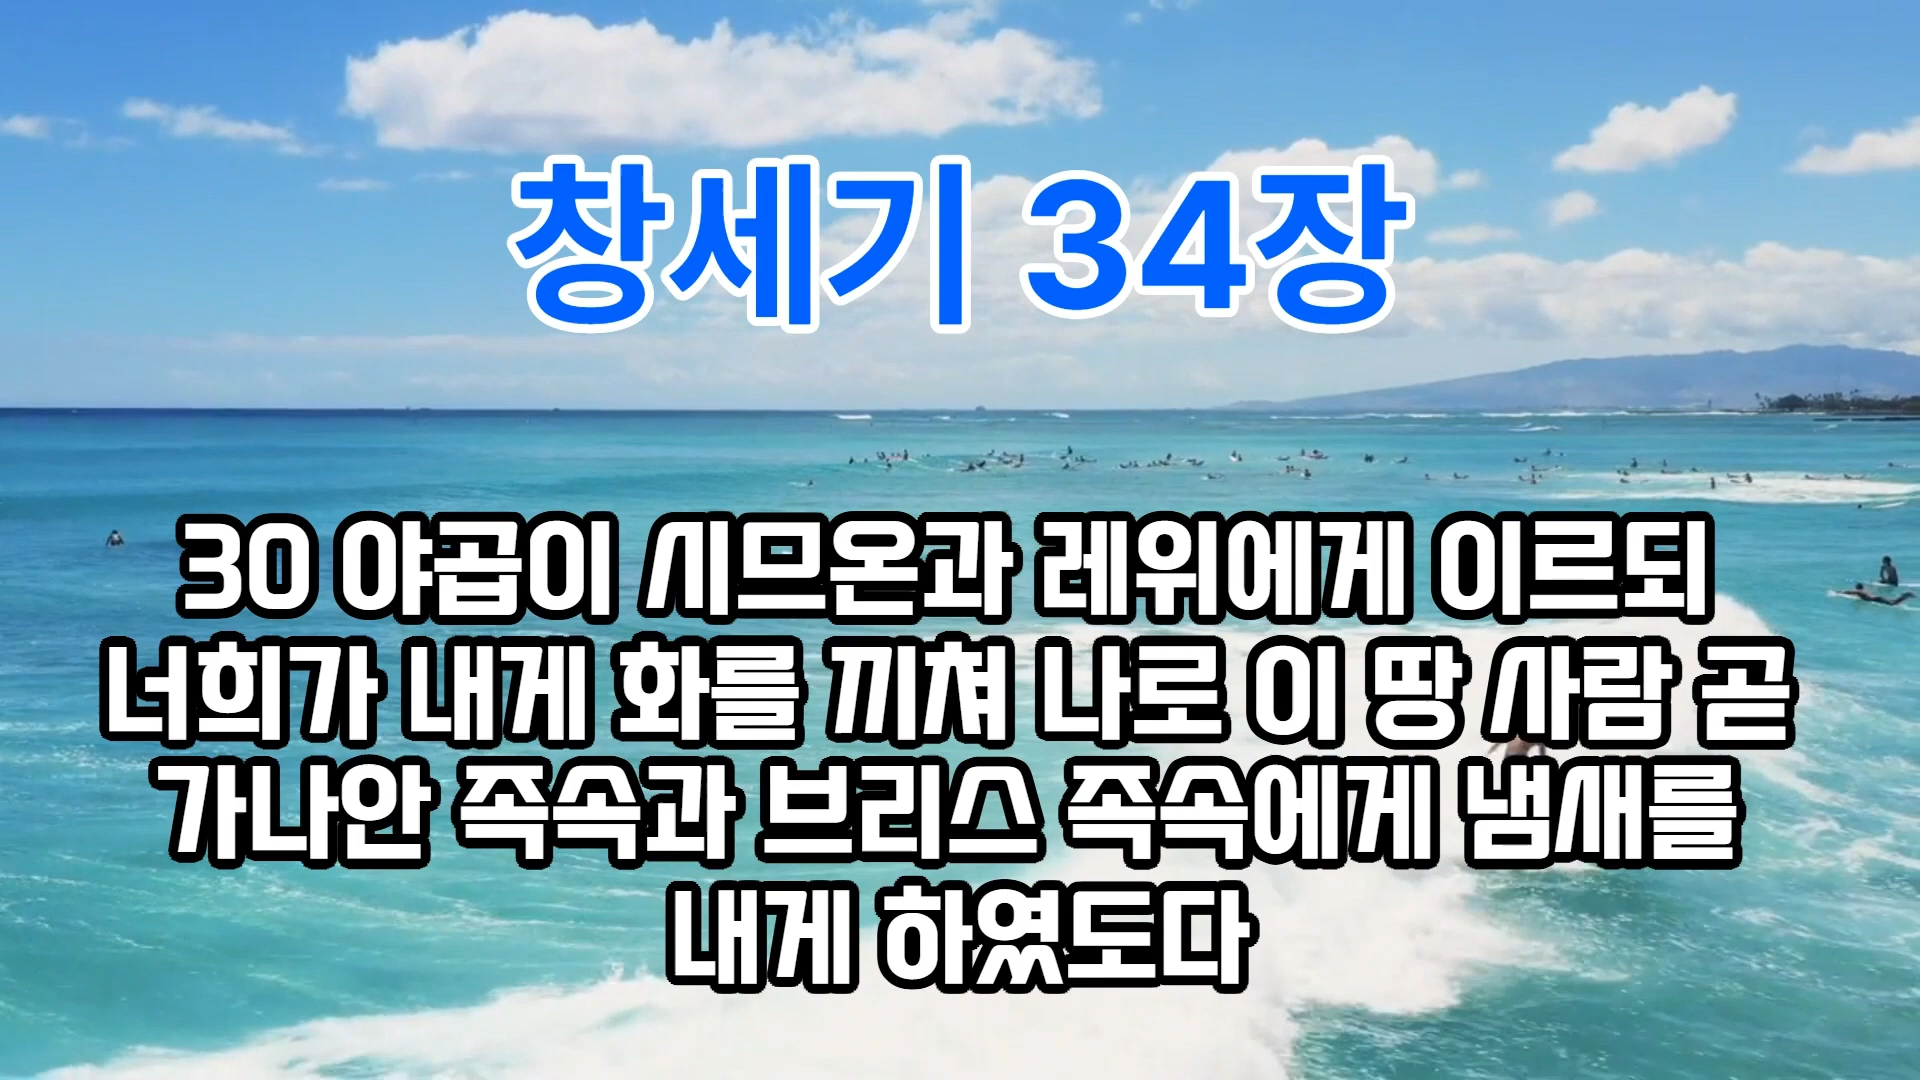 창세기 34장
30 야곱이 시므온과 레위에게 이르되
너희가 내게 화를 끼쳐 나로 이 땅 사람 곧
가나안 족속과 브리스 족속에게 냄새를
내게 하였도다